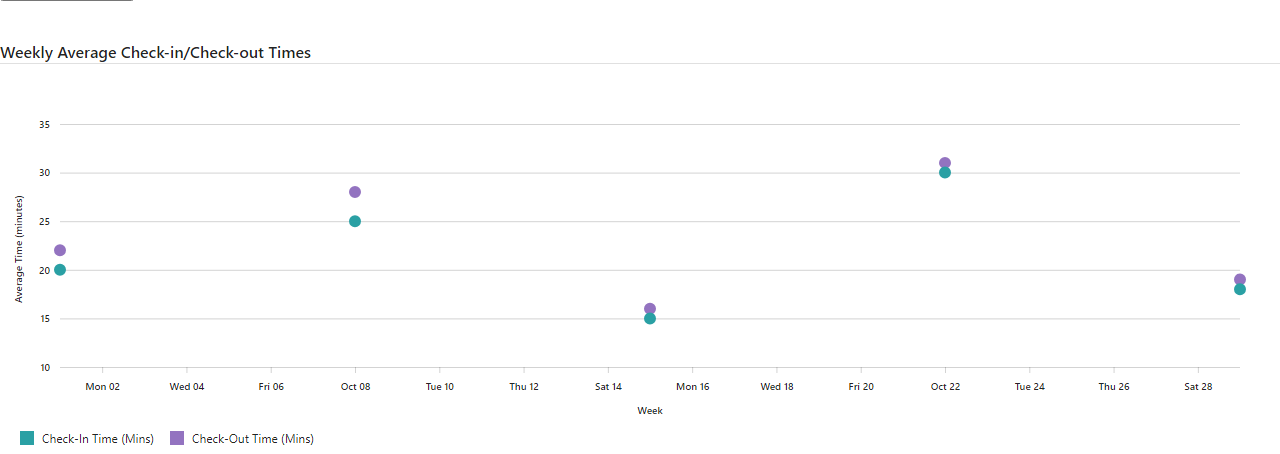 Weekly Average Check-in/Check-out Times
35
30
25
20
15
10
Average Time (minutes)
Mon 02 Wed 04 Fri 06 Oct 08 Tue 10 Thu 12 Sat 14 Mon 16 Wed 18 Fri 20 Oct 22 Tue 24 Thu 26 Sat 28
Week
Check-In Time (Mins) Check-Out Time (Mins)